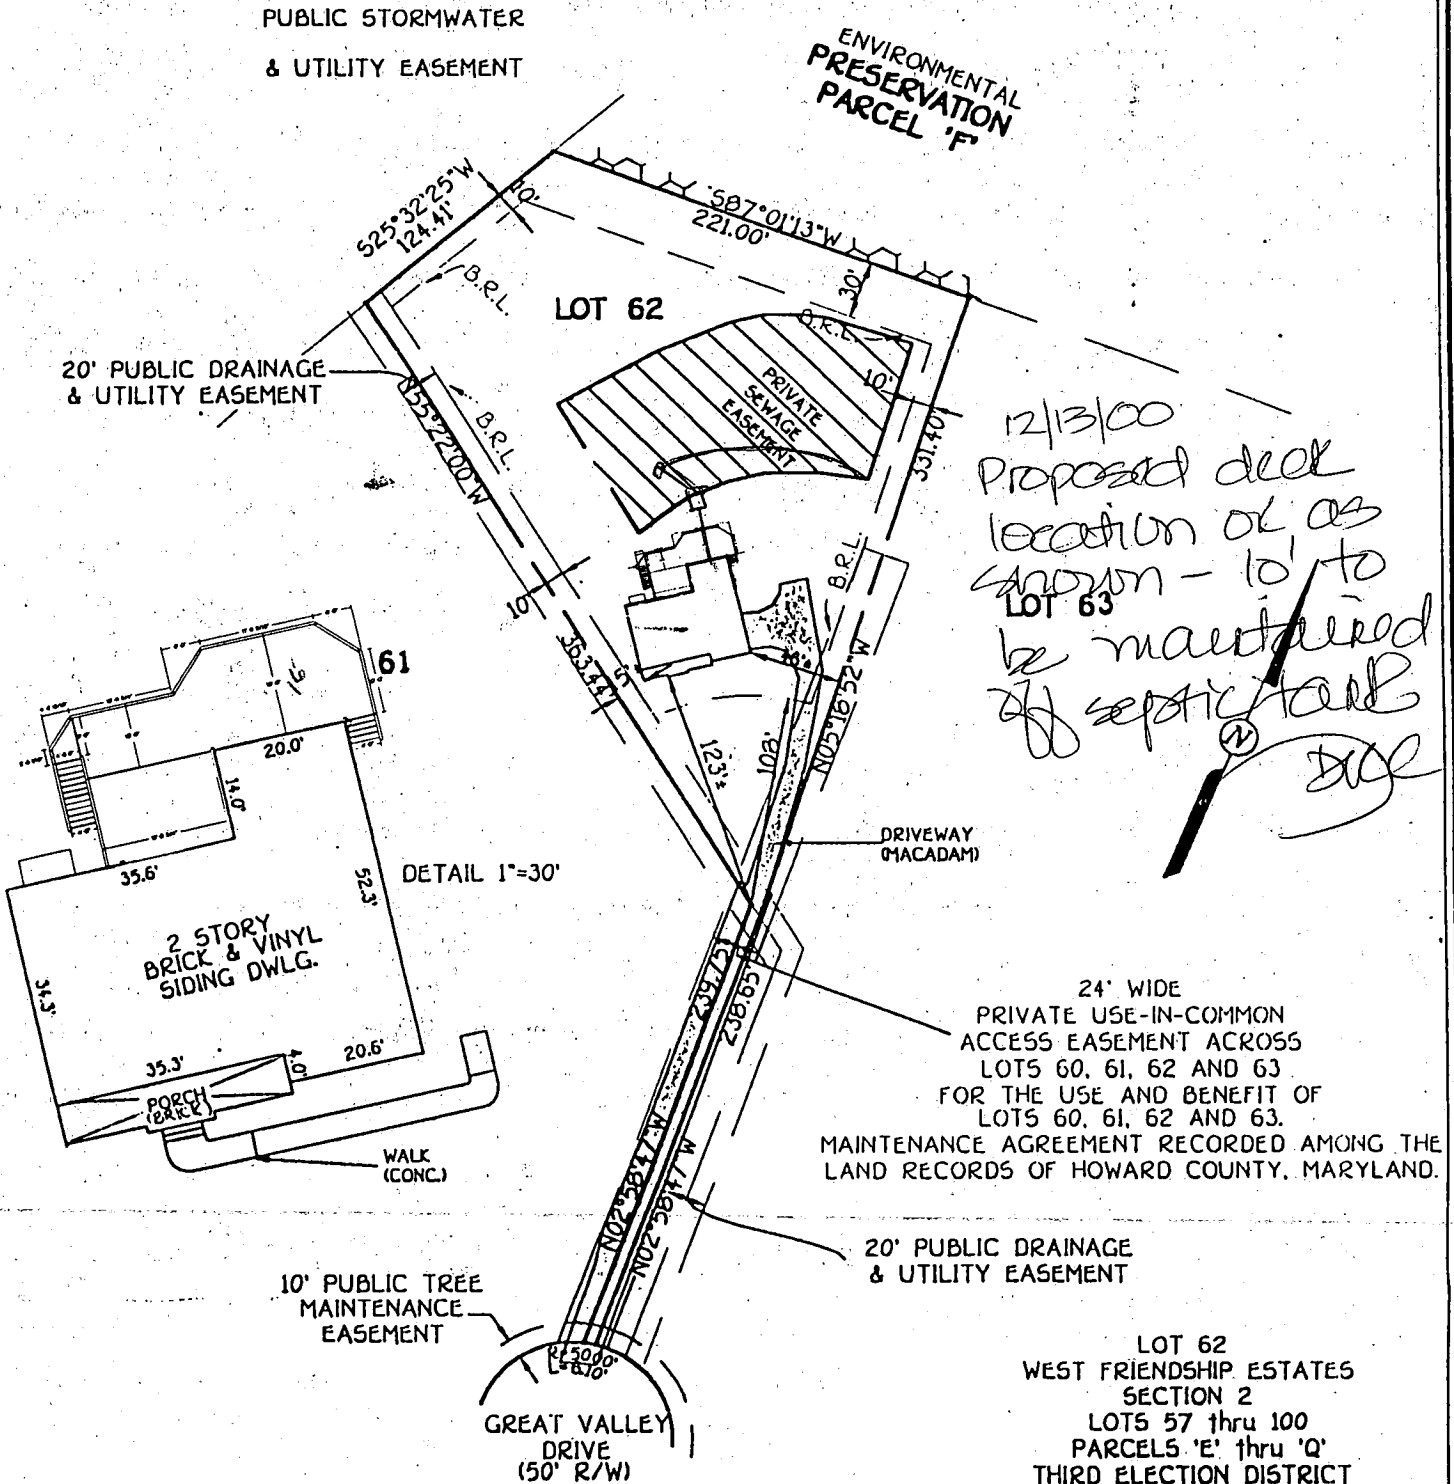 PUBLIC STORMWATER
& UTILITY EASEMENT
ENVIRONMENTAL
PRESERVATION
PARCEL 'F'
S25°32'25"W
124.41'
10'
S87°01'13"W
221.00'
B.R.L.
LOT 62
30'
B.R.L.
20' PUBLIC DRAINAGE
& UTILITY EASEMENT
N55°22'00"W
B.R.L.
PRIVATE
SEWAGE
EASEMENT
10'
331.40'
12/13/00
Proposed deck
location ok as
shown - 10' to
LOT 63
be maintained
off septic tank
B.R.L.
10'
363.44'
N05°16'52"W
N
61
16'
20.0'
14.0'
123'±
108'
DRIVEWAY
(MACADAM)
35.6'
52.3'
DETAIL 1"=30'
2 STORY
BRICK & VINYL
SIDING DWLG.
34.3'
35.3'
4.0'
20.6'
PORCH
(BRICK)
WALK
(CONC.)
239.75'
238.65'
24' WIDE
PRIVATE USE-IN-COMMON
ACCESS EASEMENT ACROSS
LOTS 60, 61, 62 AND 63
FOR THE USE AND BENEFIT OF
LOTS 60, 61, 62 AND 63.
MAINTENANCE AGREEMENT RECORDED AMONG THE
LAND RECORDS OF HOWARD COUNTY, MARYLAND.
N02°58'47"W
N02°58'47"W
20' PUBLIC DRAINAGE
& UTILITY EASEMENT
10' PUBLIC TREE
MAINTENANCE
EASEMENT
R=50.00'
GREAT VALLEY
DRIVE
(50' R/W)
LOT 62
WEST FRIENDSHIP ESTATES
SECTION 2
LOTS 57 thru 100
PARCELS 'E' thru 'Q'
THIRD ELECTION DISTRICT